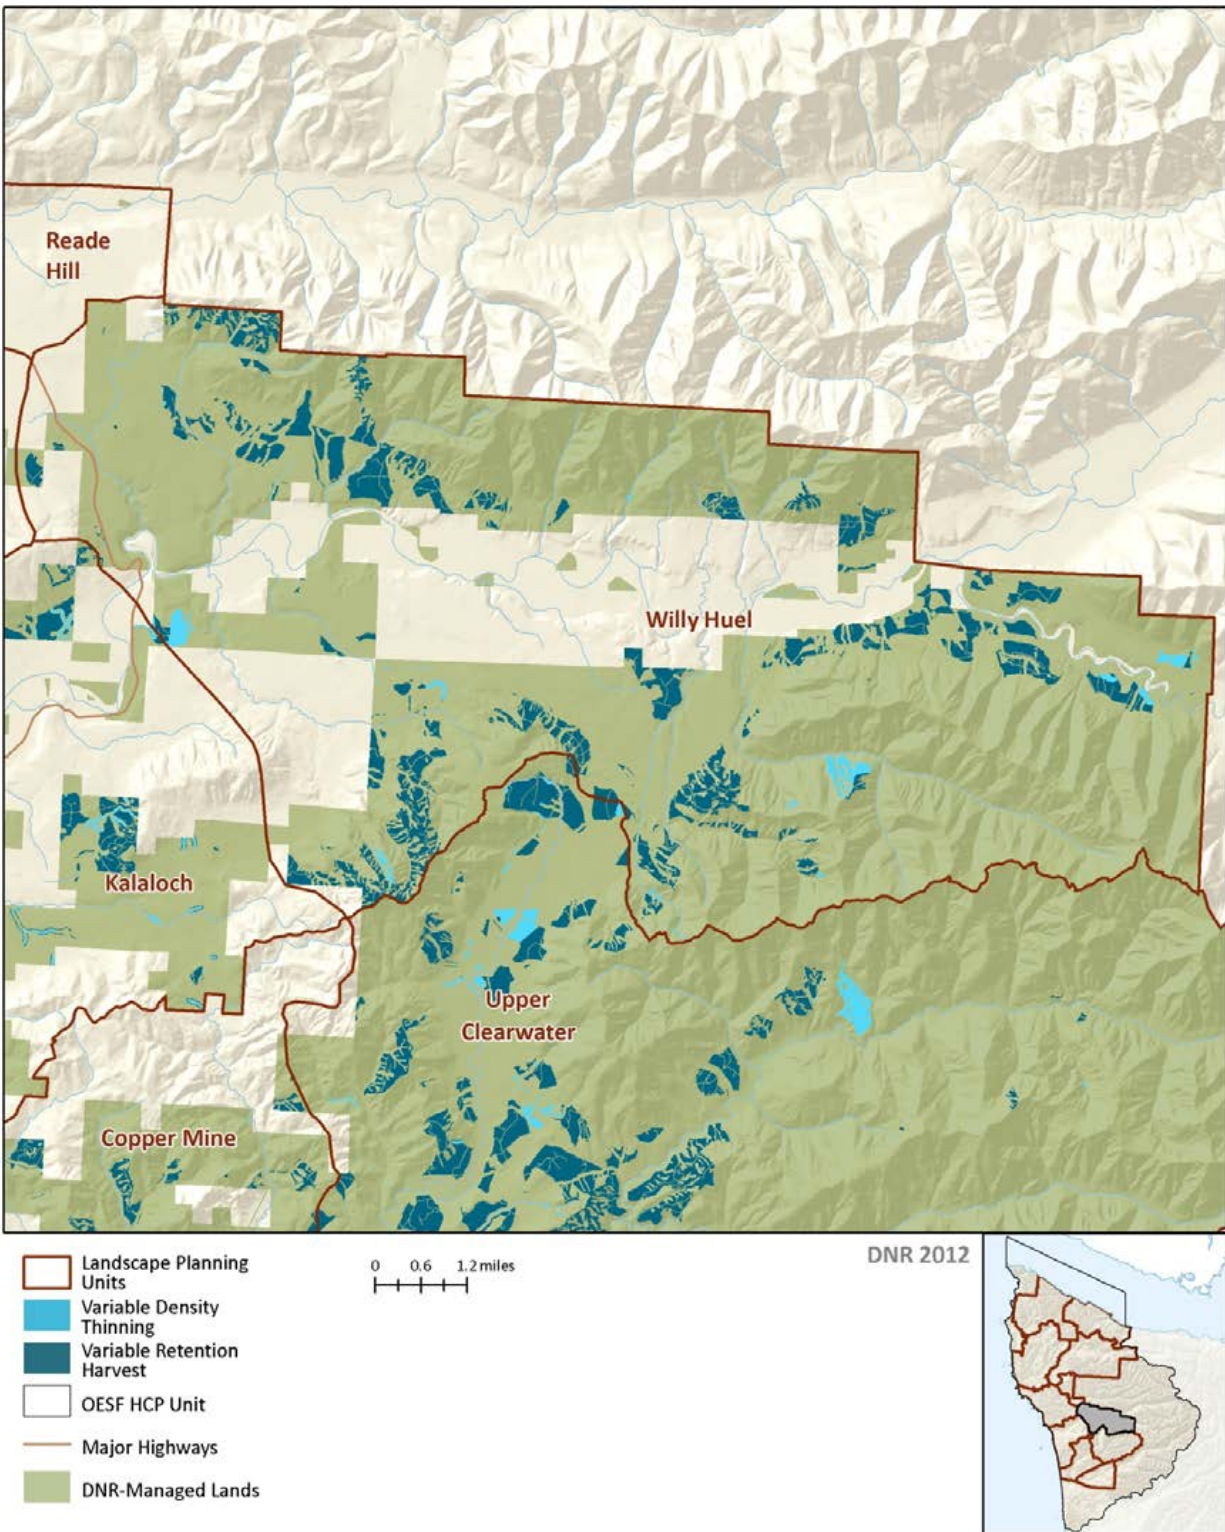 Reade
Hill
Willy Huel
Kalaloch
Upper
Clearwater
Copper Mine
Landscape Planning
Units
Variable Density
Thinning
Variable Retention
Harvest
OESF HCP Unit
Major Highways
DNR-Managed Lands
0 0.6 1.2 miles
DNR 2012